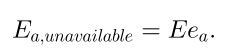 $E_{a,unavailable} = Ee_a.$